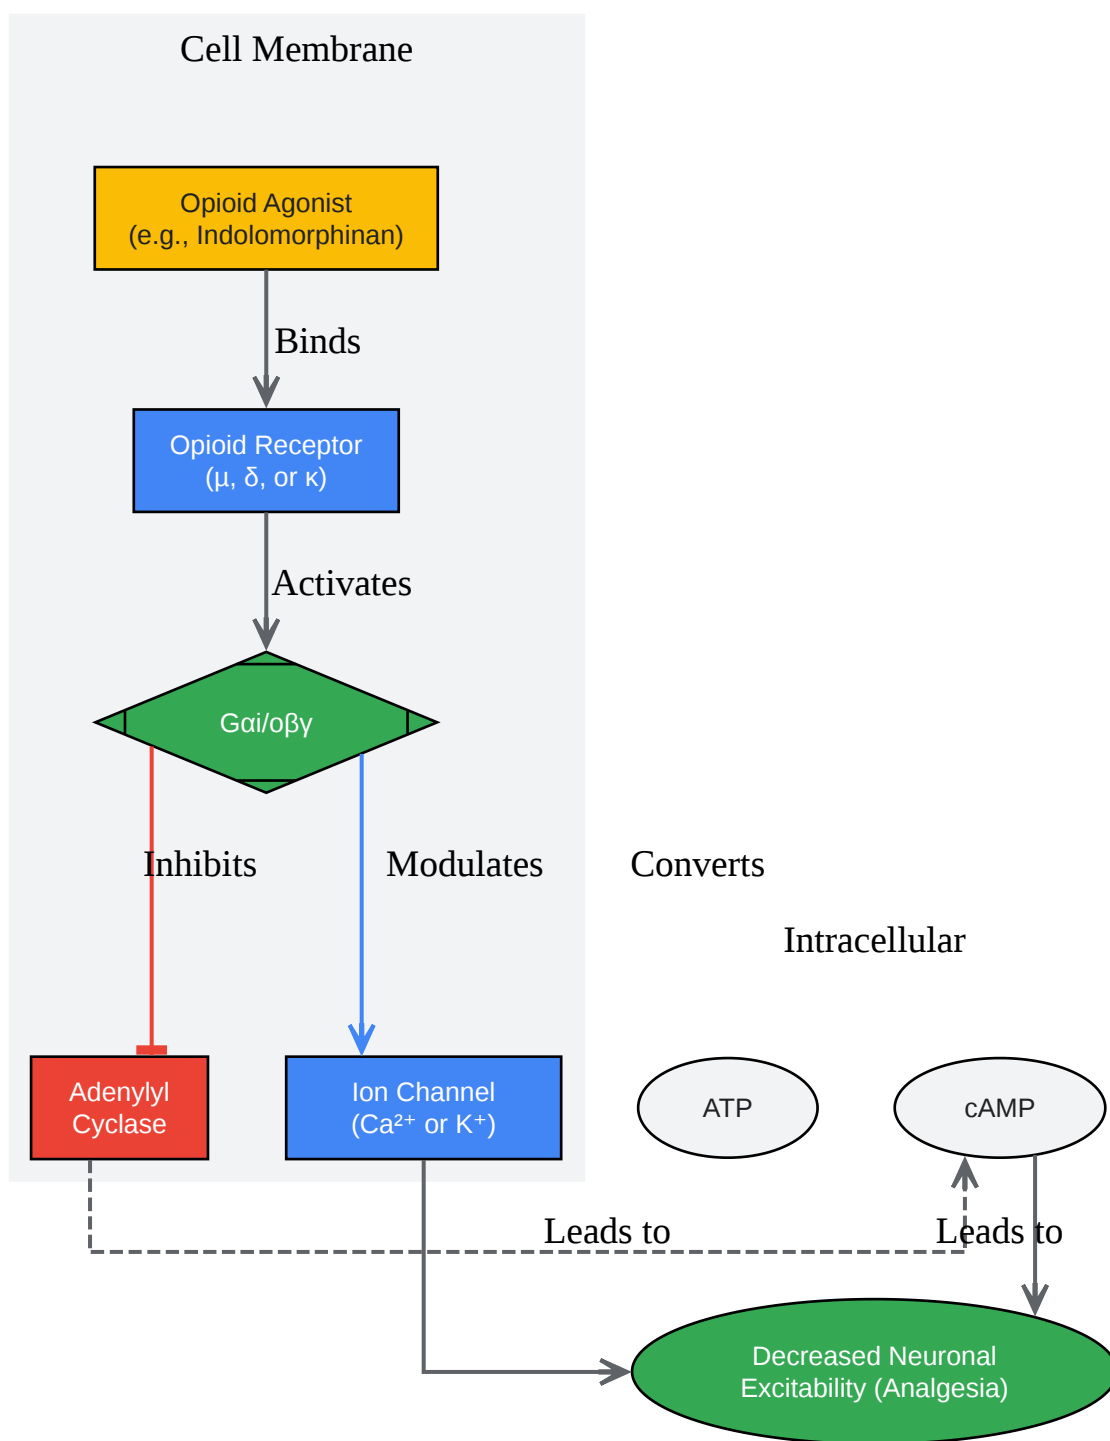 Cell Membrane
Opioid Agonist
(e.g., Indolomorphinan)
Binds
Opioid Receptor
(μ, δ, or κ)
Activates
Gαi/oβγ
Inhibits
Modulates
Converts
Intracellular
Adenylyl
Cyclase
Ion Channel
(Ca²⁺ or K⁺)
ATP
cAMP
Leads to
Leads to
Decreased Neuronal
Excitability (Analgesia)